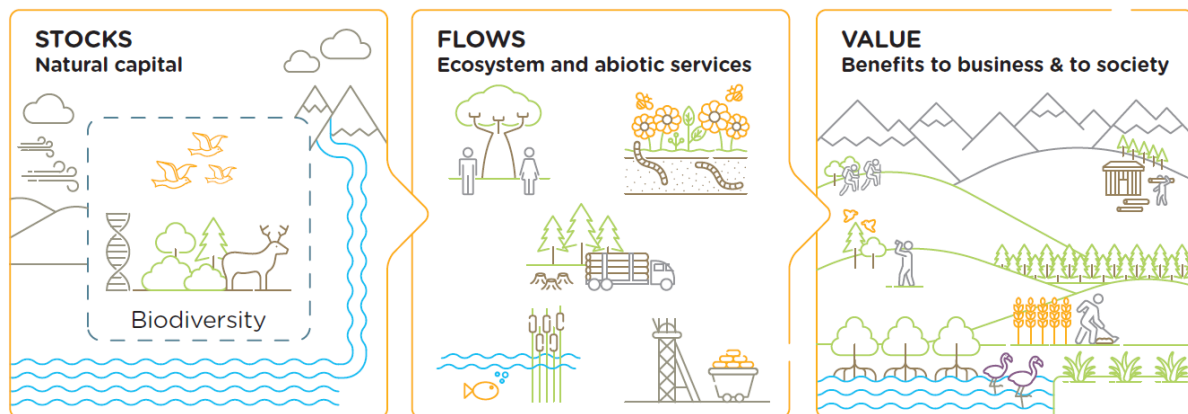 STOCKS
Natural capital
Biodiversity
FLOWS
Ecosystem and abiotic services
VALUE
Benefits to business & to society